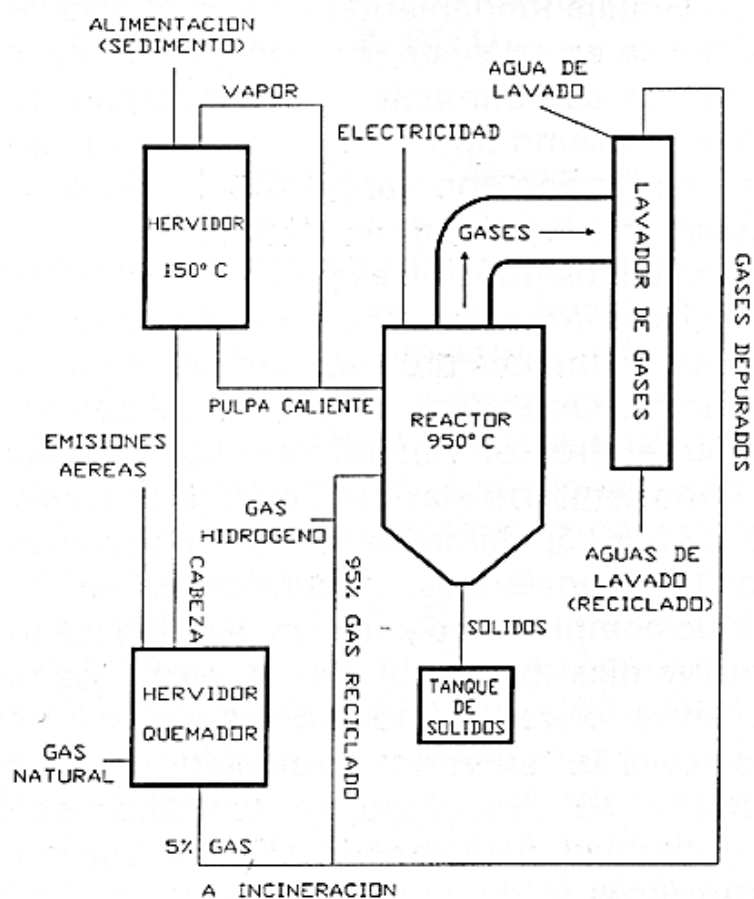 ALIMENTACION
(SEDIMENTO)
VAPOR
AGUA DE
LAVADO
ELECTRICIDAD
HERVIDOR
150° C
GASES
LAVADOR DE GASES
GASES DEPURADOS
PULPA CALIENTE
REACTOR
950° C
EMISIONES
AEREAS
GAS
HIDROGENO
CABEZA
95% GAS RECICLADO
AGUAS DE
LAVADO
(RECICLADO)
SOLIDOS
HERVIDOR
QUEMADOR
TANQUE
DE
SOLIDOS
GAS
NATURAL
5% GAS
A INCINERACION